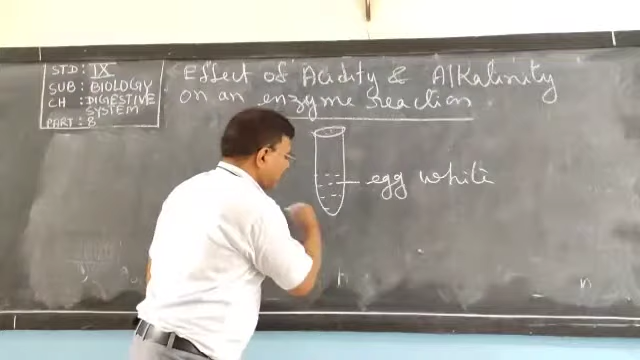 STD : IX
SUB : BIOLOGY
CH : DIGESTIVE
SYSTEM
PART : 8
Effect of Acidity & Alkalinity
on an enzyme reaction
egg white